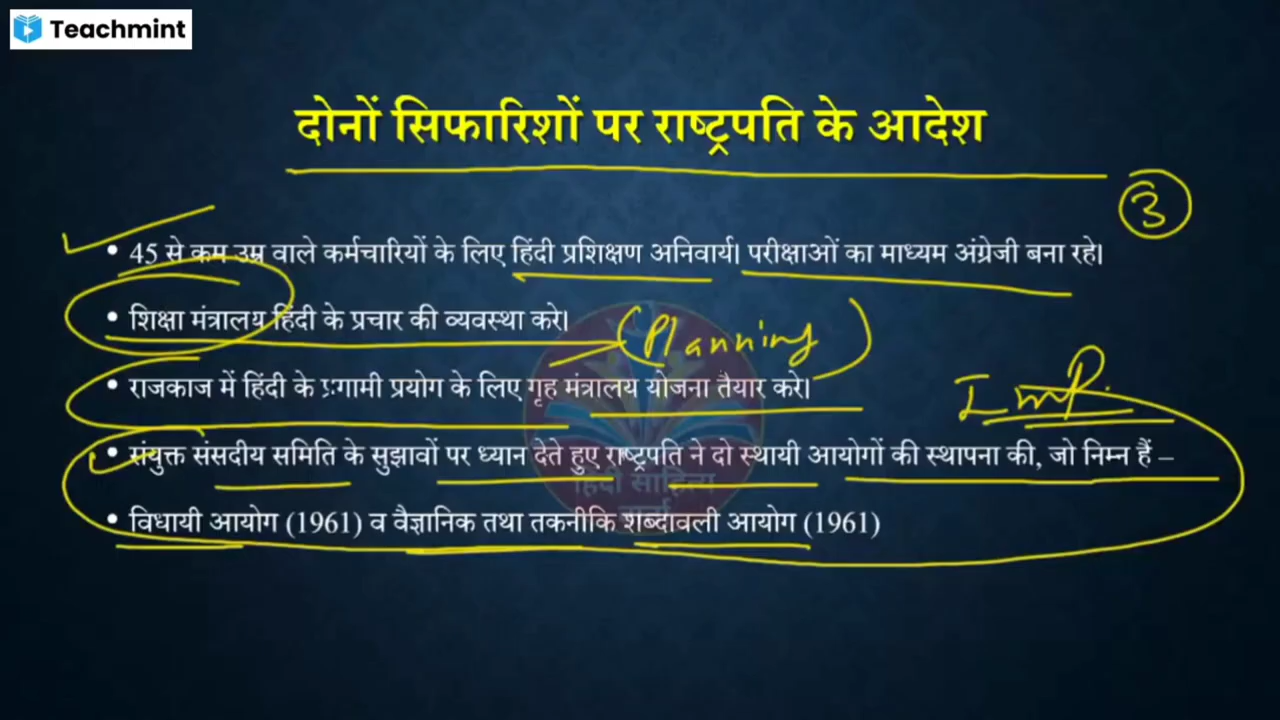 Teachmint
दोनों सिफारिशों पर राष्ट्रपति के आदेश
3
• 45 से कम उम्र वाले कर्मचारियों के लिए हिंदी प्रशिक्षण अनिवार्य। परीक्षाओं का माध्यम अंग्रेजी बना रहे।
• शिक्षा मंत्रालय हिंदी के प्रचार की व्यवस्था करे।
(Planning)
• राजकाज में हिंदी के प्रगामी प्रयोग के लिए गृह मंत्रालय योजना तैयार करे।
Imp.
• संयुक्त संसदीय समिति के सुझावों पर ध्यान देते हुए राष्ट्रपति ने दो स्थायी आयोगों की स्थापना की, जो निम्न हैं –
हिंदी साहित्य
• विधायी आयोग (1961) व वैज्ञानिक तथा तकनीकि शब्दावली आयोग (1961)